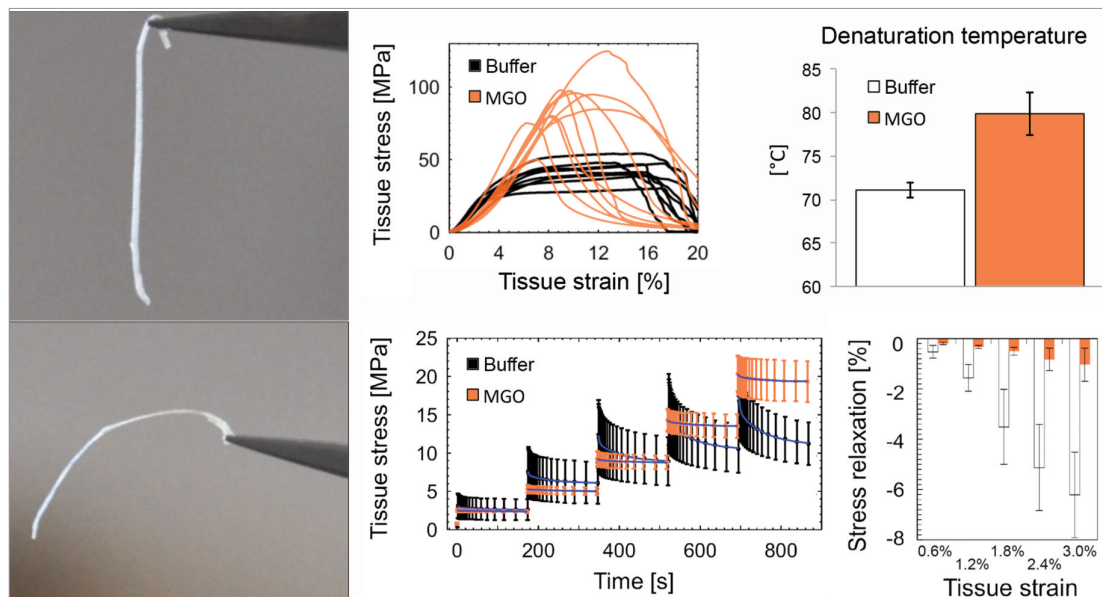 Tissue stress [MPa]
100
50
0
Buffer
MGO
0 4 8 12 16 20
Tissue strain [%]
Denaturation temperature
[°C]
85
80
75
70
65
60
Buffer
MGO
Tissue stress [MPa]
25
20
15
10
5
0
Buffer
MGO
0 200 400 600 800
Time [s]
Stress relaxation [%]
0
-2
-4
-6
-8
0.6% 1.8% 3.0%
1.2% 2.4%
Tissue strain